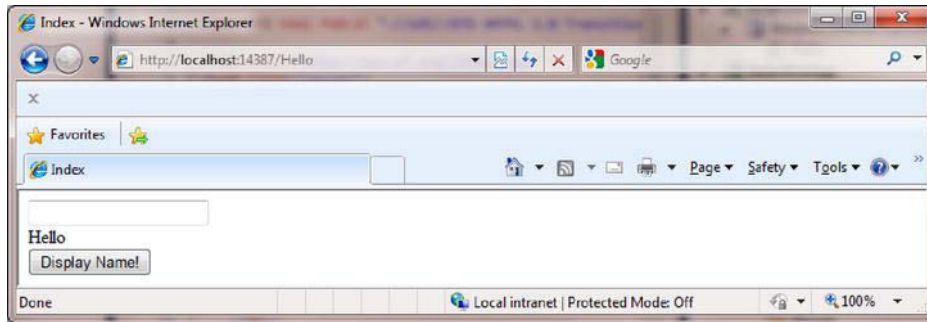 Index - Windows Internet Explorer
http://localhost:14387/Hello
Google
x
Favorites
Index
Page Safety Tools
Hello
Display Name!
Done
Local intranet | Protected Mode: Off
100%